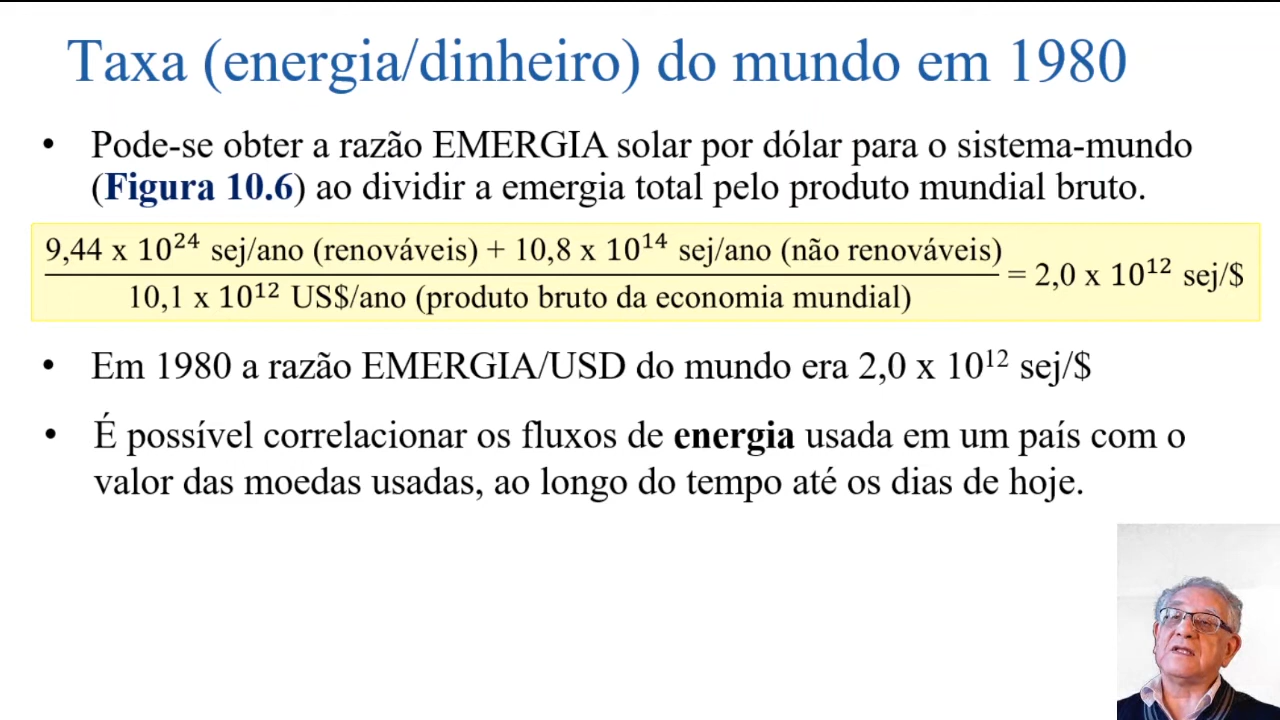 Taxa (energia/dinheiro) do mundo em 1980
• Pode-se obter a razão EMERGIA solar por dólar para o sistema-mundo
(Figura 10.6) ao dividir a emergia total pelo produto mundial bruto.
9,44 x 10²⁴ sej/ano (renováveis) + 10,8 x 10¹⁴ sej/ano (não renováveis)
= 2,0 x 10¹² sej/$
10,1 x 10¹² US$/ano (produto bruto da economia mundial)
• Em 1980 a razão EMERGIA/USD do mundo era 2,0 x 10¹² sej/$
• É possível correlacionar os fluxos de energia usada em um país com o
valor das moedas usadas, ao longo do tempo até os dias de hoje.